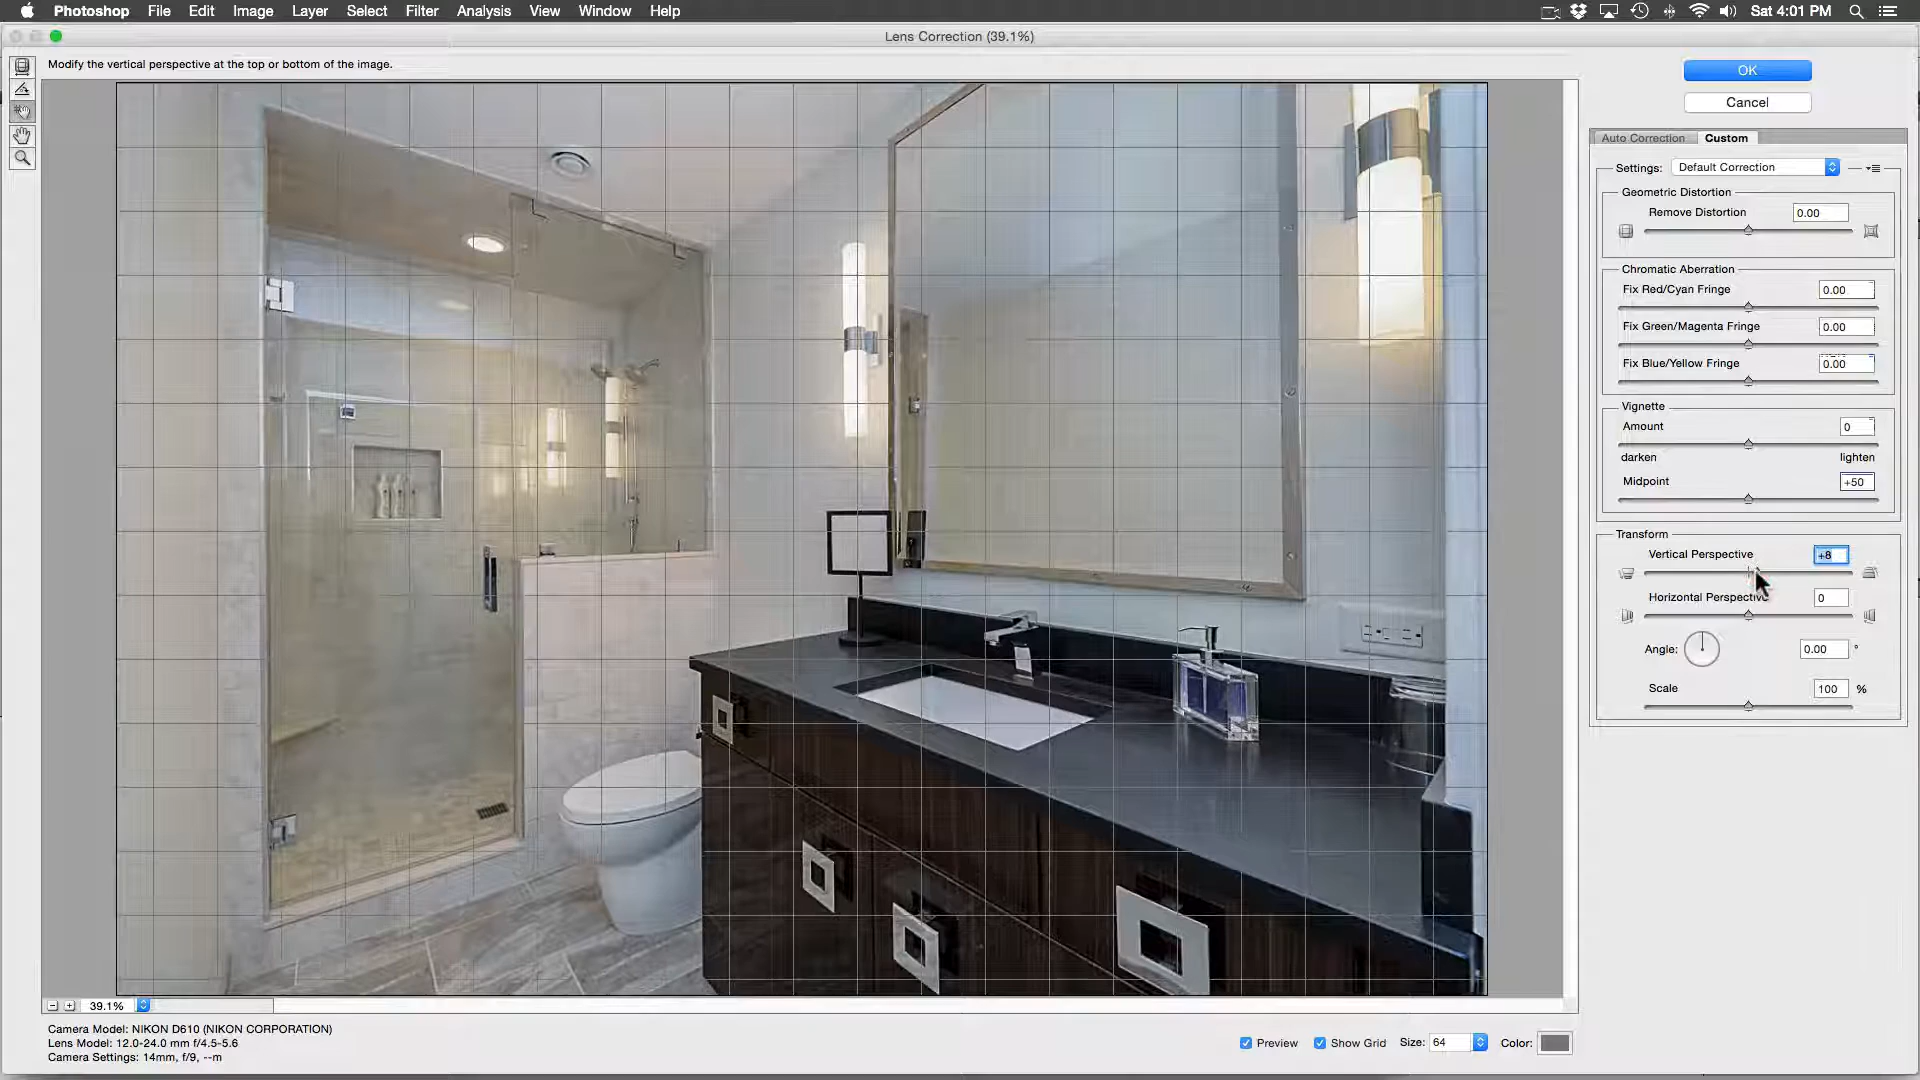 Photoshop File Edit Image Layer Select Filter Analysis View Window Help Sat 4:01 PM
Lens Correction (39.1%)
Modify the vertical perspective at the top or bottom of the image.
OK
Cancel
Auto Correction Custom
Settings: Default Correction
Geometric Distortion
Remove Distortion 0.00
Chromatic Aberration
Fix Red/Cyan Fringe 0.00
Fix Green/Magenta Fringe 0.00
Fix Blue/Yellow Fringe 0.00
Vignette
Amount 0
darken lighten
Midpoint +50
Transform
Vertical Perspective +8
Horizontal Perspective 0
Angle: 0.00 °
Scale 100 %
39.1%
Camera Model: NIKON D610 (NIKON CORPORATION)
Lens Model: 12.0-24.0 mm f/4.5-5.6
Camera Settings: 14mm, f/9, --m
Preview Show Grid Size: 64 Color: